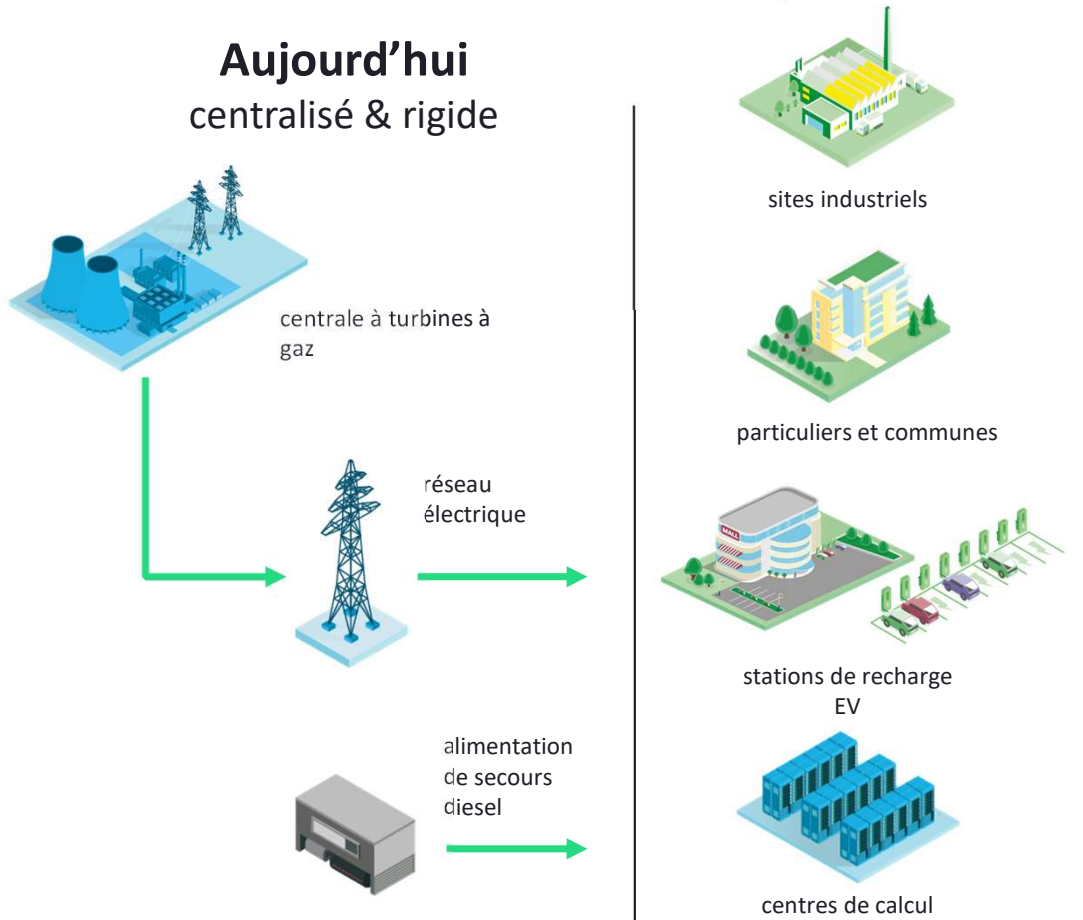 Aujourd’hui
centralisé & rigide
centrale à turbines à
gaz
réseau
électrique
alimentation
de secours
diesel
sites industriels
particuliers et communes
MALL
stations de recharge
EV
centres de calcul